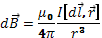 dB⃗ = μ₀/4π I[dl⃗, r⃗]/r³